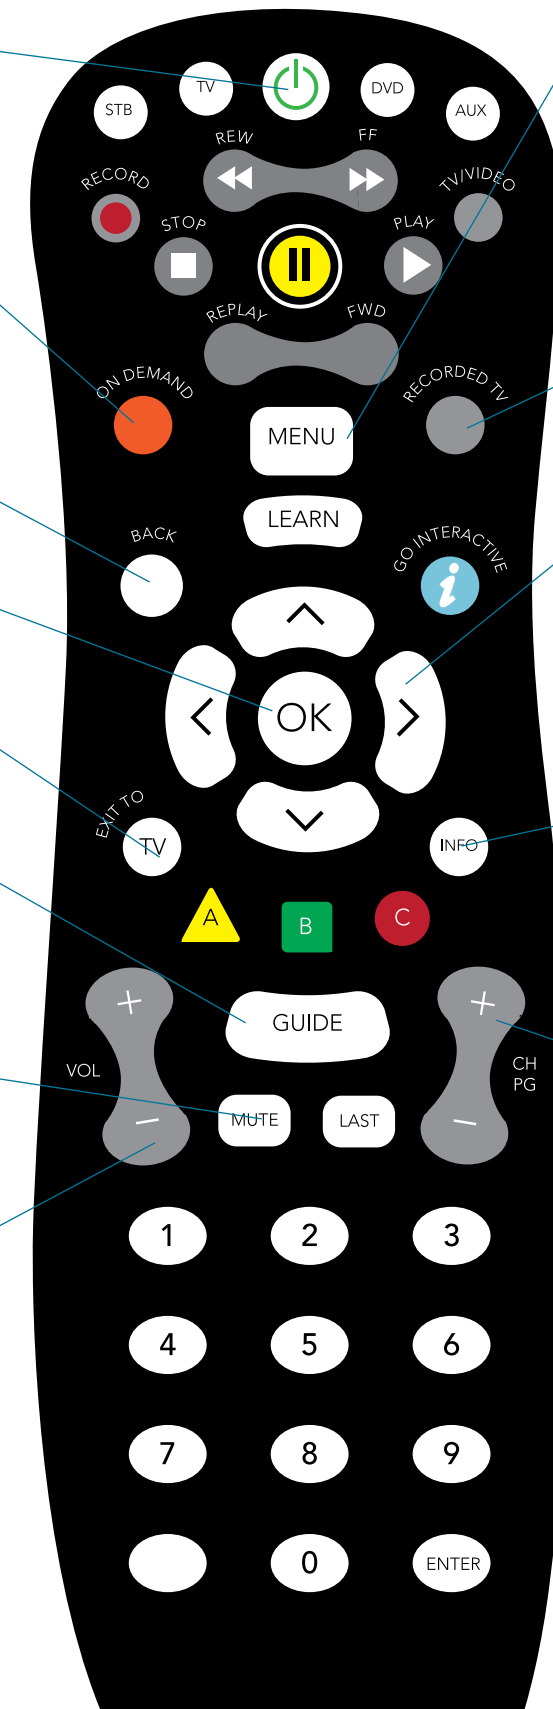 STB
TV
DVD
AUX
REW
FF
RECORD
STOP
PLAY
TV/VIDEO
REPLAY
FWD
ON DEMAND
MENU
RECORDED TV
LEARN
BACK
GO INTERACTIVE
i
OK
EXIT TO
TV
INFO
A
B
C
VOL
+
−
GUIDE
+
−
CH
PG
MUTE
LAST
1
2
3
4
5
6
7
8
9
0
ENTER